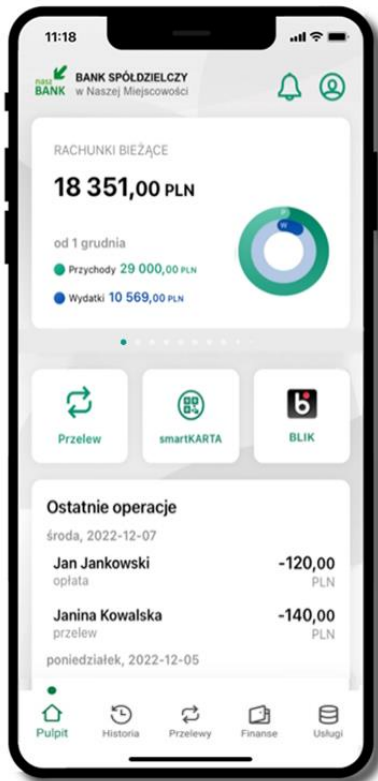 11:18
nasz
BANK
BANK SPÓŁDZIELCZY
w Naszej Miejscowości
RACHUNKI BIEŻĄCE
18 351,00 PLN
od 1 grudnia
Przychody 29 000,00 PLN
Wydatki 10 569,00 PLN
P
W
Przelew
smartKARTA
BLIK
Ostatnie operacje
środa, 2022-12-07
Jan Jankowski -120,00
opłata PLN
Janina Kowalska -140,00
przelew PLN
poniedziałek, 2022-12-05
Pulpit Historia Przelewy Finanse Usługi